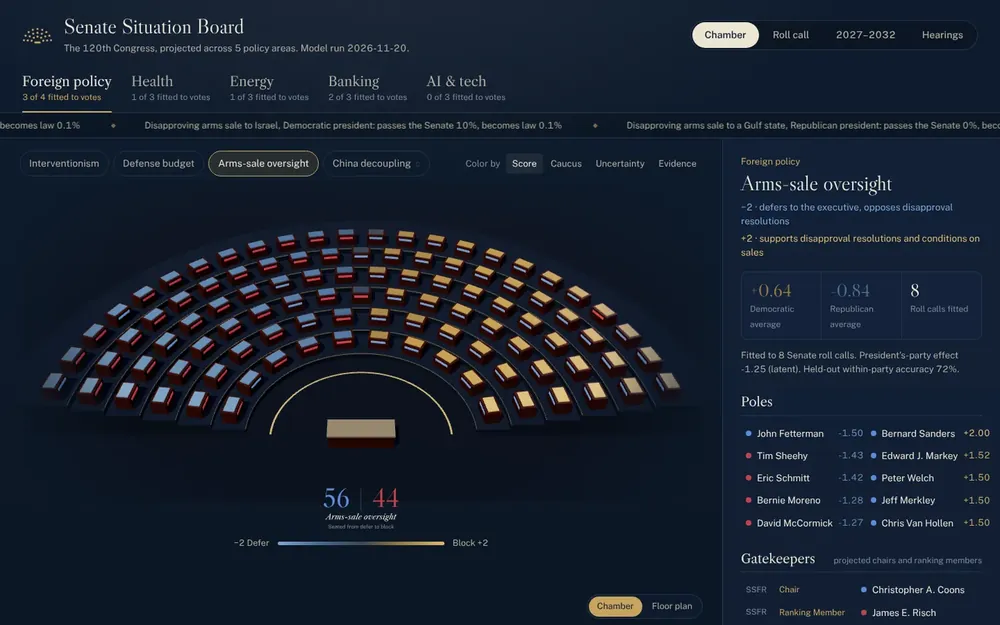 Senate Situation Board
The 120th Congress, projected across 5 policy areas. Model run 2026-11-20.
Chamber
Roll call
2027–2032
Hearings
Foreign policy
3 of 4 fitted to votes
Health
1 of 3 fitted to votes
Energy
1 of 3 fitted to votes
Banking
2 of 3 fitted to votes
AI & tech
0 of 3 fitted to votes
becomes law 0.1%
Disapproving arms sale to Israel, Democratic president: passes the Senate 10%, becomes law 0.1%
Disapproving arms sale to a Gulf state, Republican president: passes the Senate 0%, bec
Interventionism
Defense budget
Arms-sale oversight
China decoupling
Color by
Score
Caucus
Uncertainty
Evidence
56 | 44
Arms-sale oversight
Seated from defer to block
−2 Defer
Block +2
Chamber
Floor plan
Foreign policy
Arms-sale oversight
−2 · defers to the executive, opposes disapproval
resolutions
+2 · supports disapproval resolutions and conditions on
sales
+0.64
Democratic
average
-0.84
Republican
average
8
Roll calls fitted
Fitted to 8 Senate roll calls. President's-party effect
-1.25 (latent). Held-out within-party accuracy 72%.
Poles
John Fetterman -1.50
Bernard Sanders +2.00
Tim Sheehy -1.43
Edward J. Markey +1.52
Eric Schmitt -1.42
Peter Welch +1.50
Bernie Moreno -1.28
Jeff Merkley +1.50
David McCormick -1.27
Chris Van Hollen +1.50
Gatekeepers
projected chairs and ranking members
SSFR Chair Christopher A. Coons
SSFR Ranking Member James E. Risch